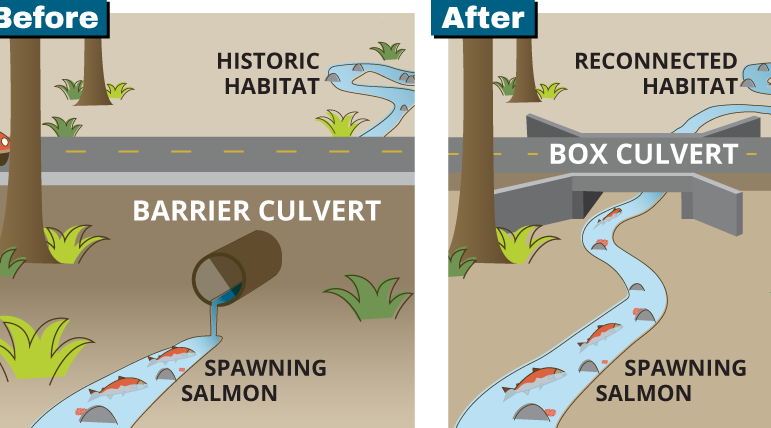 Before
HISTORIC
HABITAT
BARRIER CULVERT
SPAWNING
SALMON
After
RECONNECTED
HABITAT
BOX CULVERT
SPAWNING
SALMON